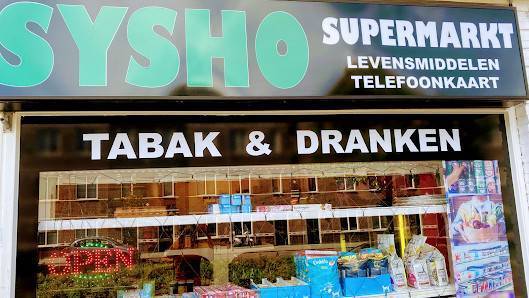 SYSHO
SUPERMARKT
LEVENSMIDDELEN
TELEFOONKAART
TABAK & DRANKEN
OPEN